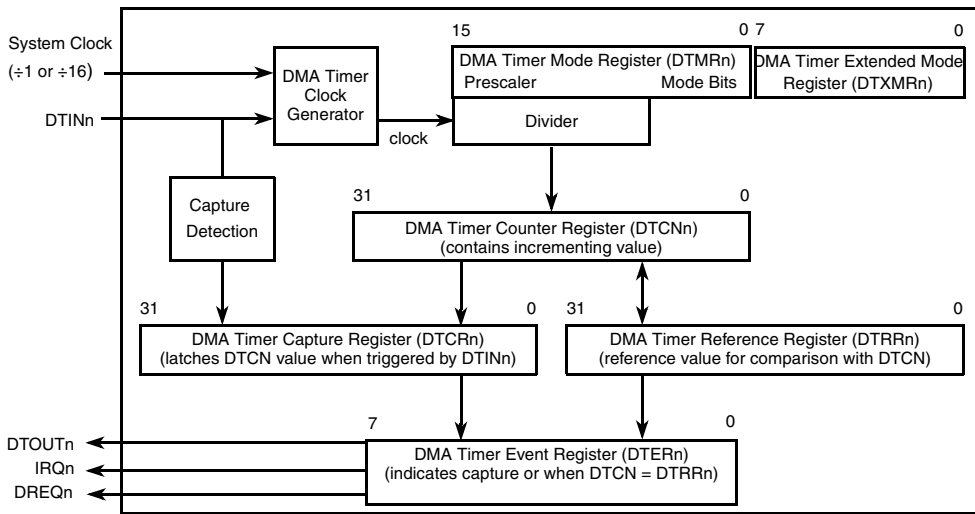 System Clock
(÷1 or ÷16)
DTINn
DMA Timer
Clock
Generator
clock
15 0
DMA Timer Mode Register (DTMRn)
Prescaler Mode Bits
7 0
DMA Timer Extended Mode
Register (DTXMRn)
Divider
Capture
Detection
31 0
DMA Timer Counter Register (DTCNn)
(contains incrementing value)
31 0
DMA Timer Capture Register (DTCRn)
(latches DTCN value when triggered by DTINn)
31 0
DMA Timer Reference Register (DTRRn)
(reference value for comparison with DTCN)
7 0
DMA Timer Event Register (DTERn)
(indicates capture or when DTCN = DTRRn)
DTOUTn
IRQn
DREQn